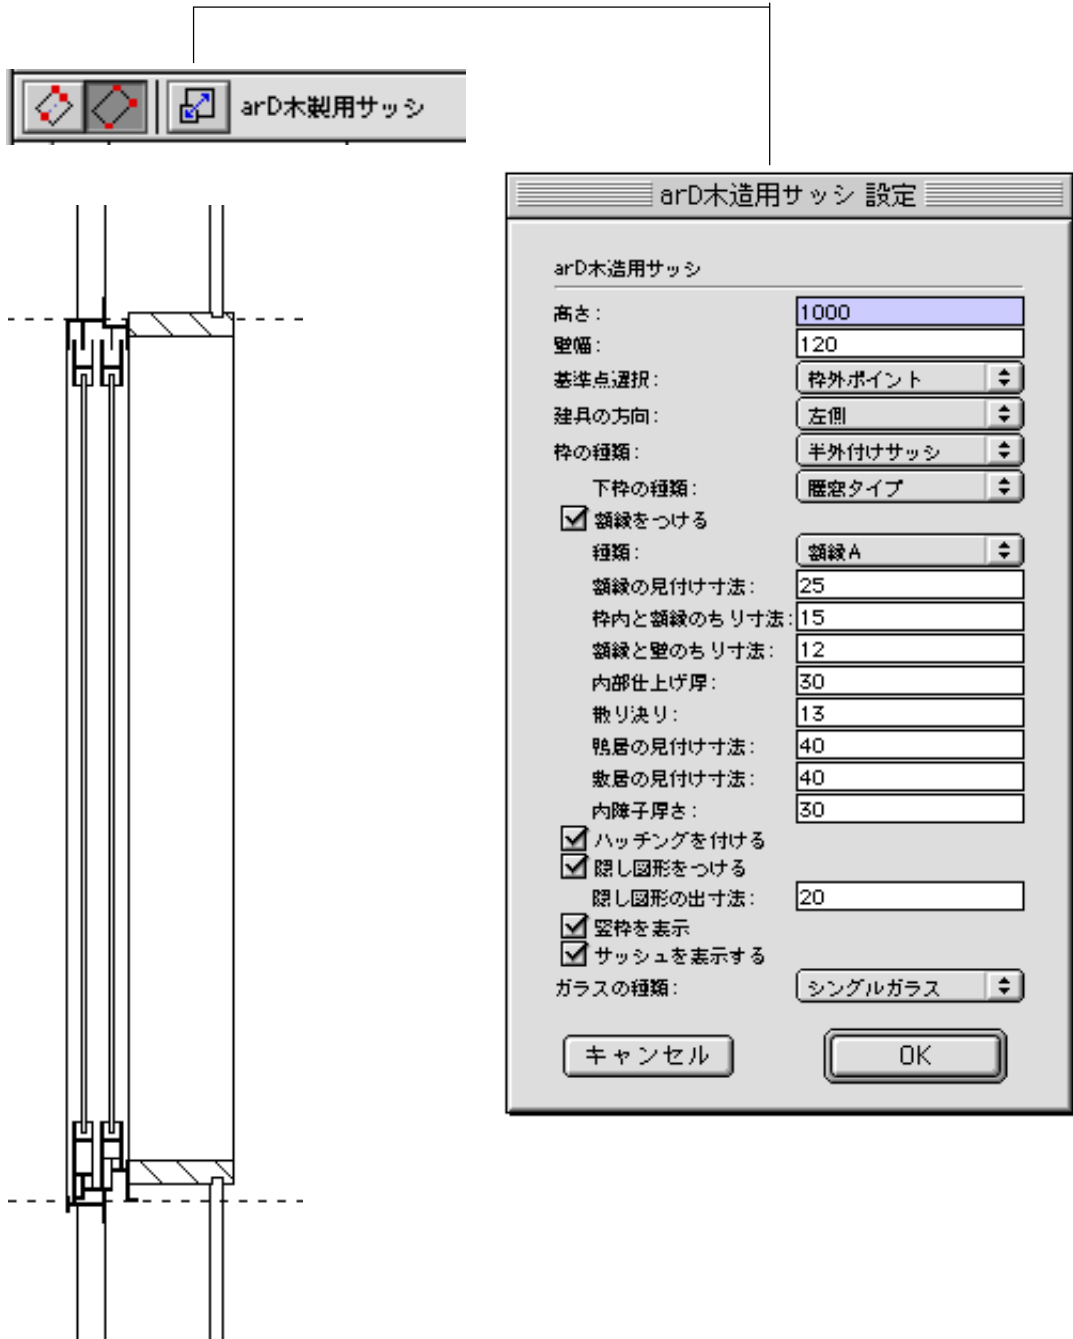 arD木製用サッシ
arD木造用サッシ 設定
arD木造用サッシ
高さ: 1000
壁幅: 120
基準点選択: 枠外ポイント
建具の方向: 左側
枠の種類: 半外付けサッシ
下枠の種類: 腰窓タイプ
額縁をつける
種類: 額縁A
額縁の見付け寸法: 25
枠内と額縁のちり寸法: 15
額縁と壁のちり寸法: 12
内部仕上げ厚: 30
散り決り: 13
鴨居の見付け寸法: 40
敷居の見付け寸法: 40
内障子厚さ: 30
ハッチングを付ける
隠し図形をつける
隠し図形の出寸法: 20
竪枠を表示
サッシュを表示する
ガラスの種類: シングルガラス
キャンセル OK